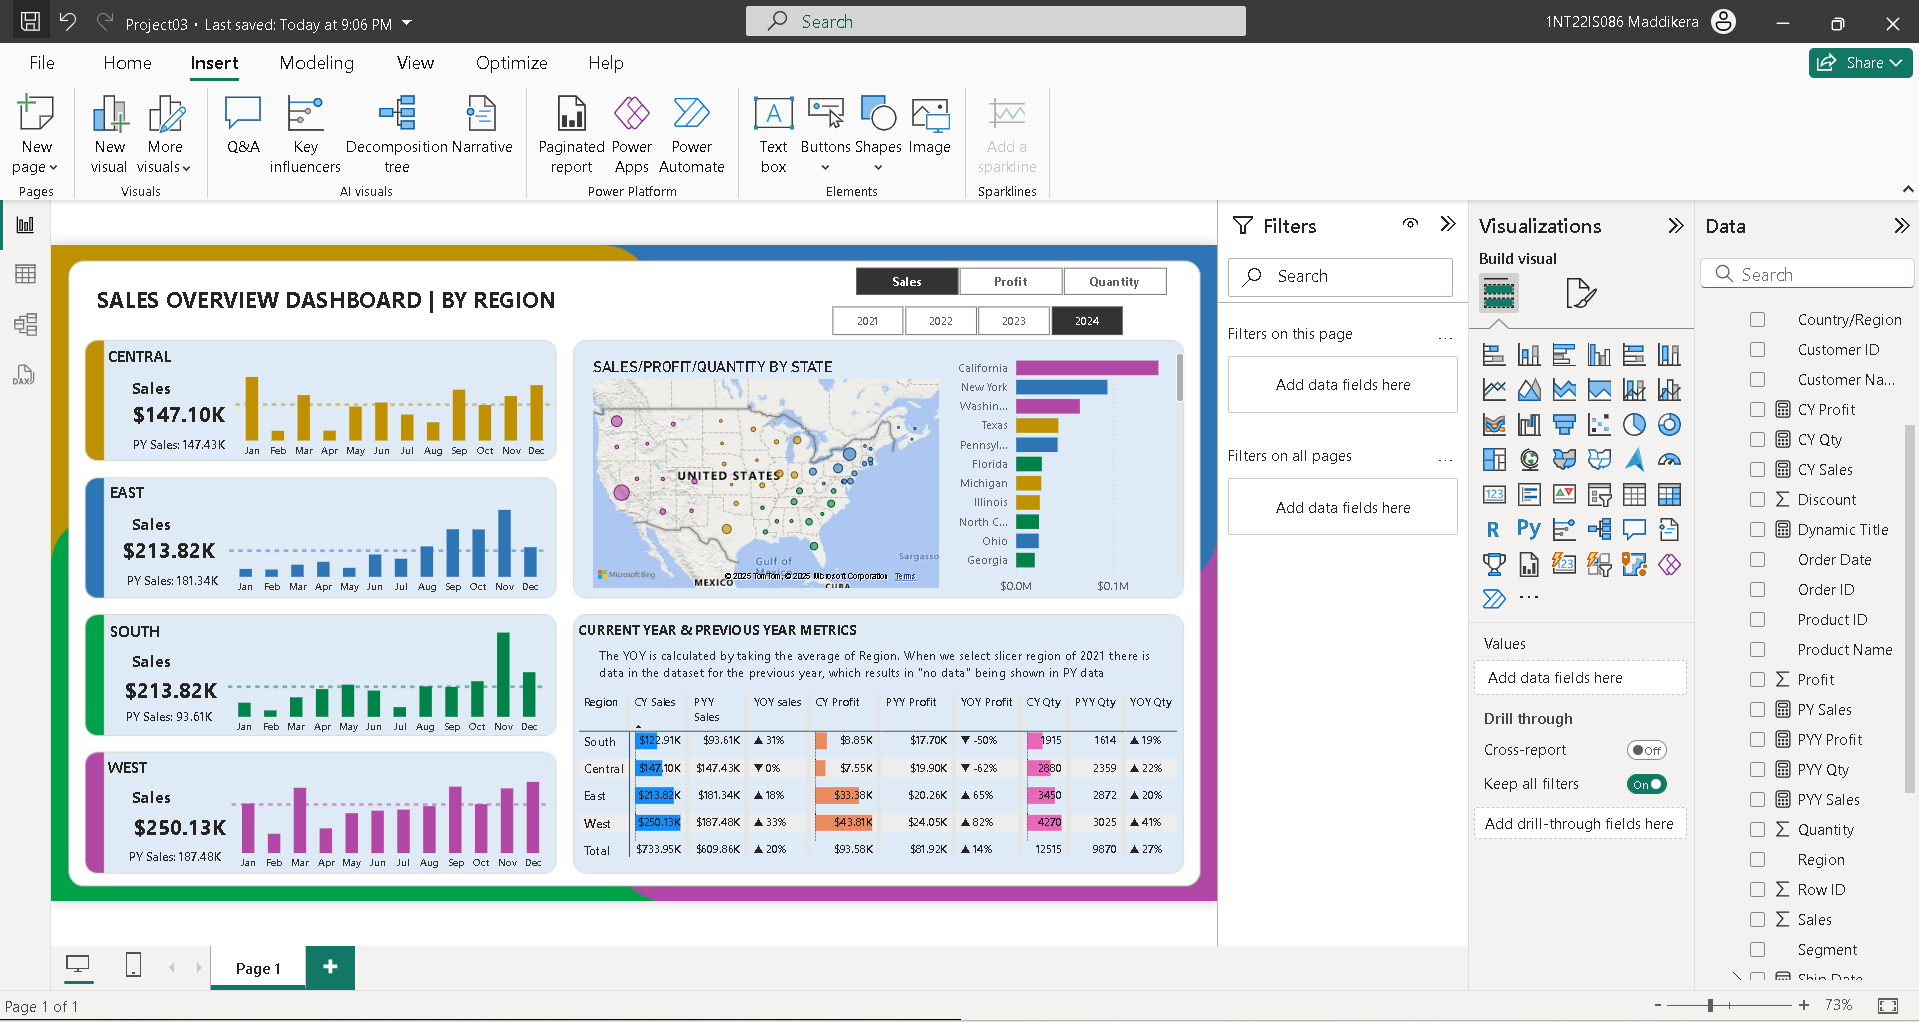 Project03 • Last saved: Today at 9:06 PM
Search
1NT22IS086 Maddikera
File Home Insert Modeling View Optimize Help
Share
New page
New visual
More visuals
Q&A
Key influencers
Decomposition tree
Narrative
Paginated report
Power Apps
Power Automate
Text box
Buttons
Shapes
Image
Add a sparkline
Pages
Visuals
AI visuals
Power Platform
Elements
Sparklines
SALES OVERVIEW DASHBOARD | BY REGION
Sales Profit Quantity
2021 2022 2023 2024
CENTRAL
Sales
$147.10K
PY Sales: 147.43K
Jan Feb Mar Apr May Jun Jul Aug Sep Oct Nov Dec
EAST
Sales
$213.82K
PY Sales: 181.34K
Jan Feb Mar Apr May Jun Jul Aug Sep Oct Nov Dec
SOUTH
Sales
$213.82K
PY Sales: 93.61K
Jan Feb Mar Apr May Jun Jul Aug Sep Oct Nov Dec
WEST
Sales
$250.13K
PY Sales: 187.48K
Jan Feb Mar Apr May Jun Jul Aug Sep Oct Nov Dec
SALES/PROFIT/QUANTITY BY STATE
UNITED STATES
Gulf of
MEXICO
CUBA
Sargasso
Microsoft Bing
© 2025 TomTom, © 2025 Microsoft Corporation Terms
California
New York
Washin...
Texas
Pennsyl...
Florida
Michigan
Illinois
North C...
Ohio
Georgia
$0.0M $0.1M
CURRENT YEAR & PREVIOUS YEAR METRICS
The YOY is calculated by taking the average of Region. When we select slicer region of 2021 there is
data in the dataset for the previous year, which results in "no data" being shown in PY data
Region CY Sales PYY Sales YOY sales CY Profit PYY Profit YOY Profit CY Qty PYY Qty YOY Qty
South $122.91K $93.61K ▲ 31% $8.85K $17.70K ▼ -50% 1915 1614 ▲ 19%
Central $147.10K $147.43K ▼ 0% $7.55K $19.90K ▼ -62% 2880 2359 ▲ 22%
East $213.82K $181.34K ▲ 18% $33.38K $20.26K ▲ 65% 3450 2872 ▲ 20%
West $250.13K $187.48K ▲ 33% $43.81K $24.05K ▲ 82% 4270 3025 ▲ 41%
Total $733.95K $609.86K ▲ 20% $93.58K $81.92K ▲ 14% 12515 9870 ▲ 27%
Filters
Search
Filters on this page ...
Add data fields here
Filters on all pages ...
Add data fields here
Visualizations
Build visual
123
R Py
123
...
Values
Add data fields here
Drill through
Cross-report Off
Keep all filters On
Add drill-through fields here
Data
Search
Country/Region
Customer ID
Customer Na...
CY Profit
CY Qty
CY Sales
Discount
Dynamic Title
Order Date
Order ID
Product ID
Product Name
Profit
PY Sales
PYY Profit
PYY Qty
PYY Sales
Quantity
Region
Row ID
Sales
Segment
Ship Date
DAX
Page 1 +
Page 1 of 1
- + 73%